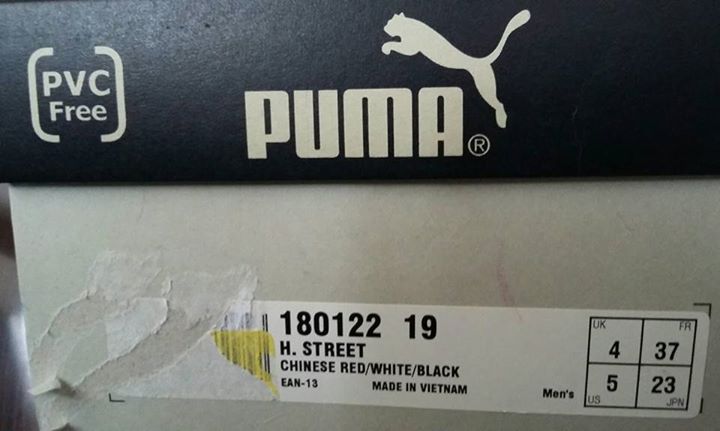 PVC
Free
PUMA®
180122 19
H. STREET
CHINESE RED/WHITE/BLACK
EAN-13 MADE IN VIETNAM
Men's
UK 4
FR 37
US 5
JPN 23